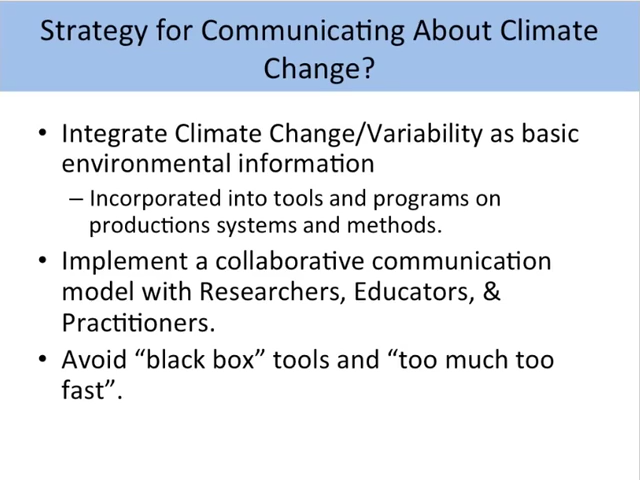 Strategy for Communicating About Climate
Change?
• Integrate Climate Change/Variability as basic
environmental information
– Incorporated into tools and programs on
productions systems and methods.
• Implement a collaborative communication
model with Researchers, Educators, &
Practitioners.
• Avoid “black box” tools and “too much too
fast”.